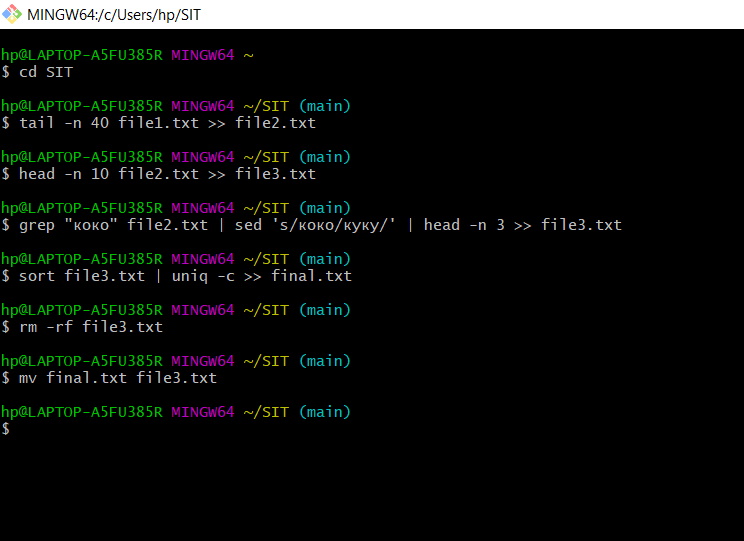 MINGW64:/c/Users/hp/SIT
hp@LAPTOP-A5FU385R MINGW64 ~
$ cd SIT
hp@LAPTOP-A5FU385R MINGW64 ~/SIT (main)
$ tail -n 40 file1.txt >> file2.txt
hp@LAPTOP-A5FU385R MINGW64 ~/SIT (main)
$ head -n 10 file2.txt >> file3.txt
hp@LAPTOP-A5FU385R MINGW64 ~/SIT (main)
$ grep "коко" file2.txt | sed 's/коко/куку/' | head -n 3 >> file3.txt
hp@LAPTOP-A5FU385R MINGW64 ~/SIT (main)
$ sort file3.txt | uniq -c >> final.txt
hp@LAPTOP-A5FU385R MINGW64 ~/SIT (main)
$ rm -rf file3.txt
hp@LAPTOP-A5FU385R MINGW64 ~/SIT (main)
$ mv final.txt file3.txt
hp@LAPTOP-A5FU385R MINGW64 ~/SIT (main)
$